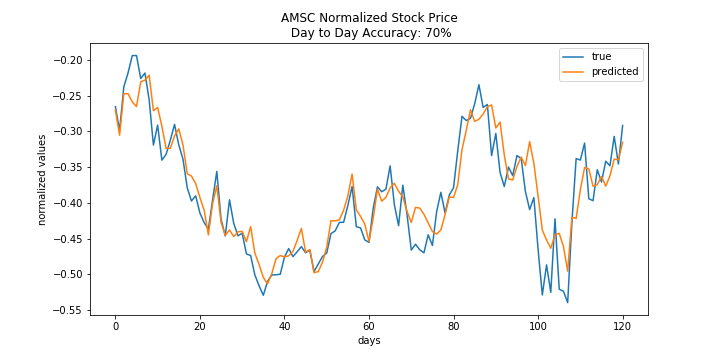 AMSC Normalized Stock Price
Day to Day Accuracy: 70%
true
predicted
normalized values
−0.20
−0.25
−0.30
−0.35
−0.40
−0.45
−0.50
−0.55
0
20
40
60
80
100
120
days